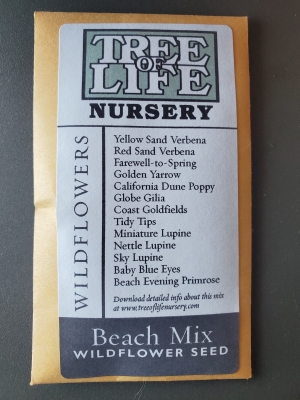 TREE
OF
LIFE
NURSERY
WILDFLOWERS
Yellow Sand Verbena
Red Sand Verbena
Farewell-to-Spring
Golden Yarrow
California Dune Poppy
Globe Gilia
Coast Goldfields
Tidy Tips
Miniature Lupine
Nettle Lupine
Sky Lupine
Baby Blue Eyes
Beach Evening Primrose
Download detailed info about this mix
at www.treeoflifenursery.com
Beach Mix
WILDFLOWER SEED